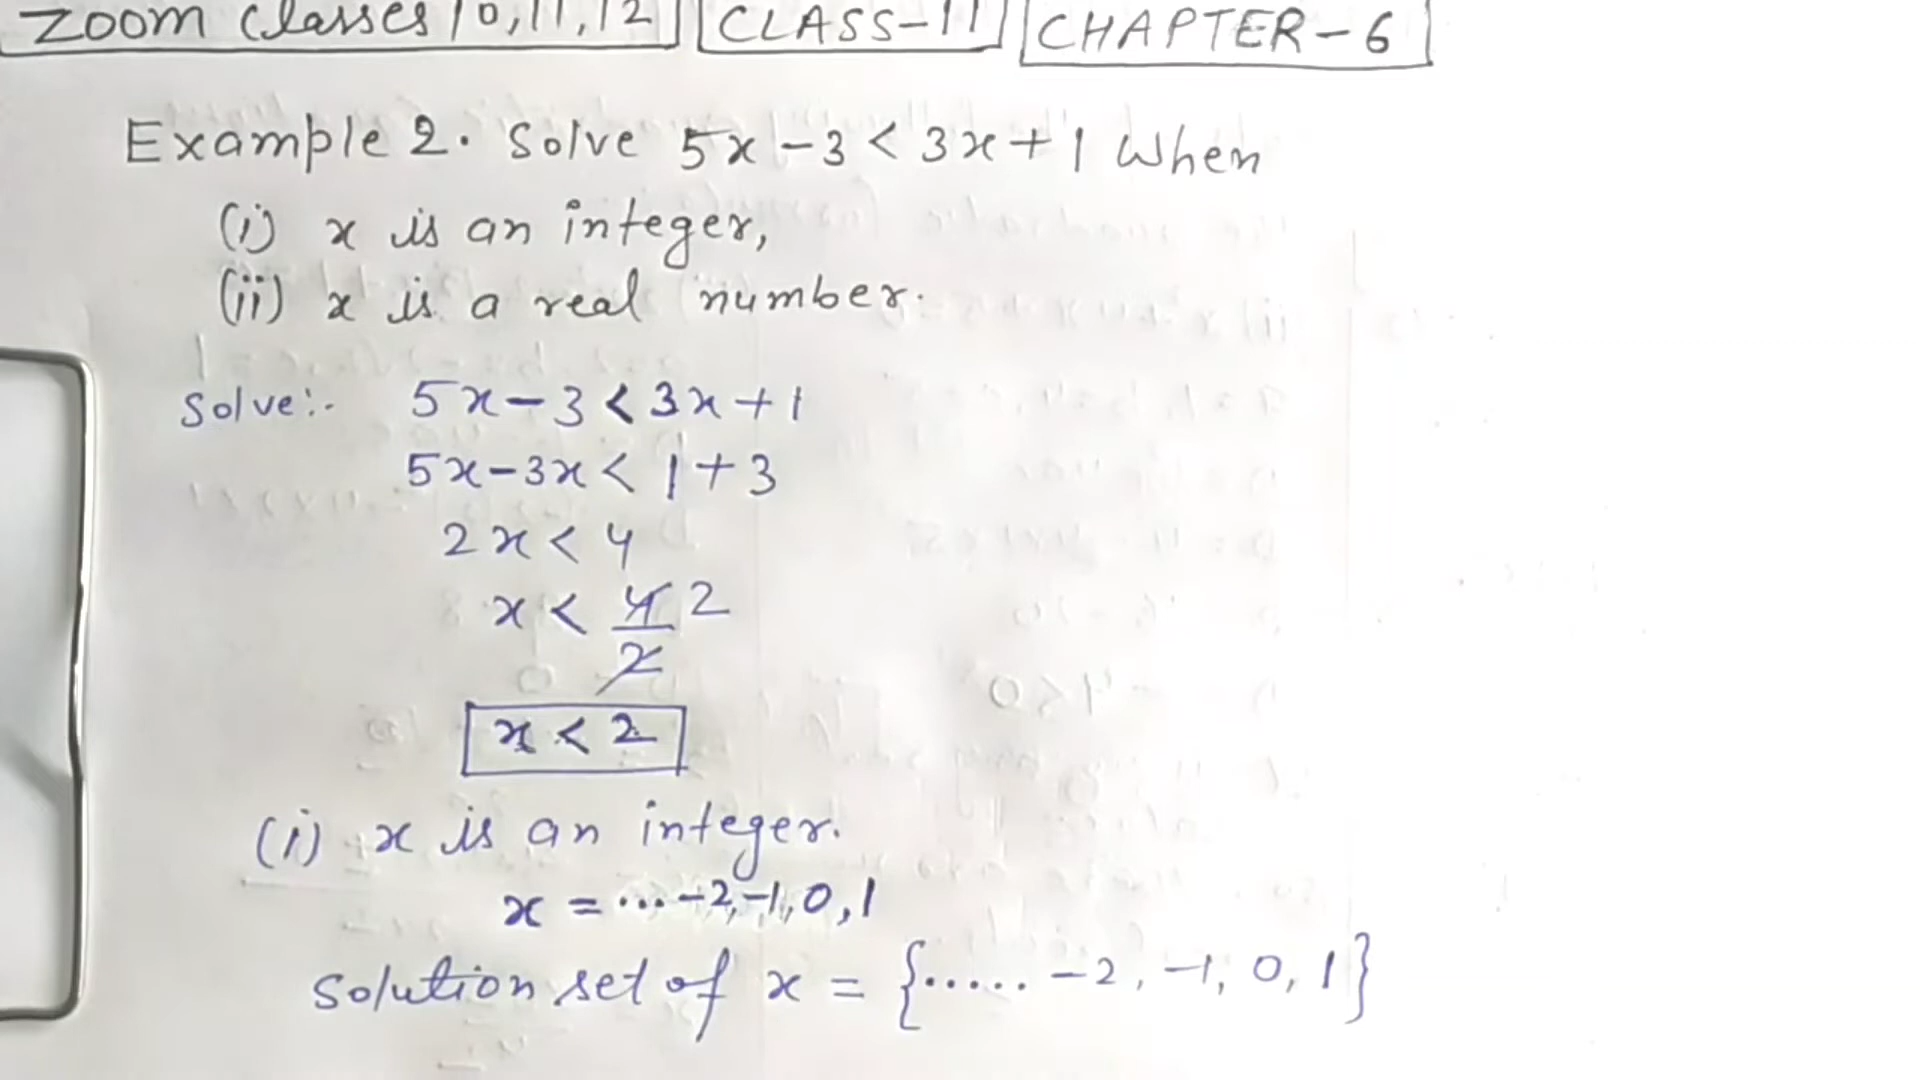 Zoom Classes 10,11,12 CLASS-11 CHAPTER-6
Example 2. Solve 5x-3<3x+1 When
(i) x is an integer,
(ii) x is a real number.
Solve:- 5x-3<3x+1
5x-3x<1+3
2x<4
x< 4/2 2
x<2
(i) x is an integer.
x = ...-2,-1,0,1
Solution set of x = {.....-2,-1,0,1}